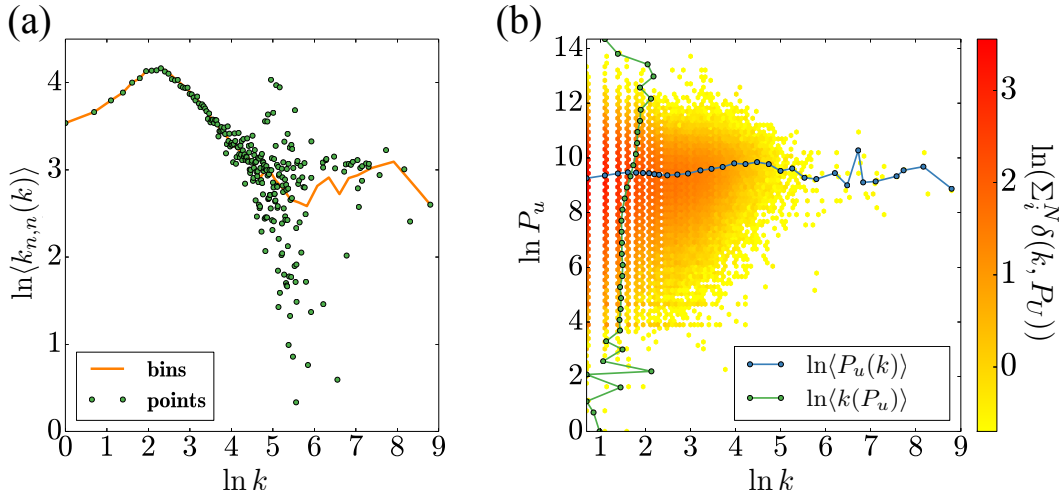 (a)
ln⟨k_{n,n}(k)⟩
4
3
2
1
0
bins
points
0 1 2 3 4 5 6 7 8 9
ln k
(b)
ln P_u
14
12
10
8
6
4
2
0
ln⟨P_u(k)⟩
ln⟨k(P_u)⟩
1 2 3 4 5 6 7 8 9
ln k
3
2
1
0
ln(Σ_i^N δ(k, P_U))